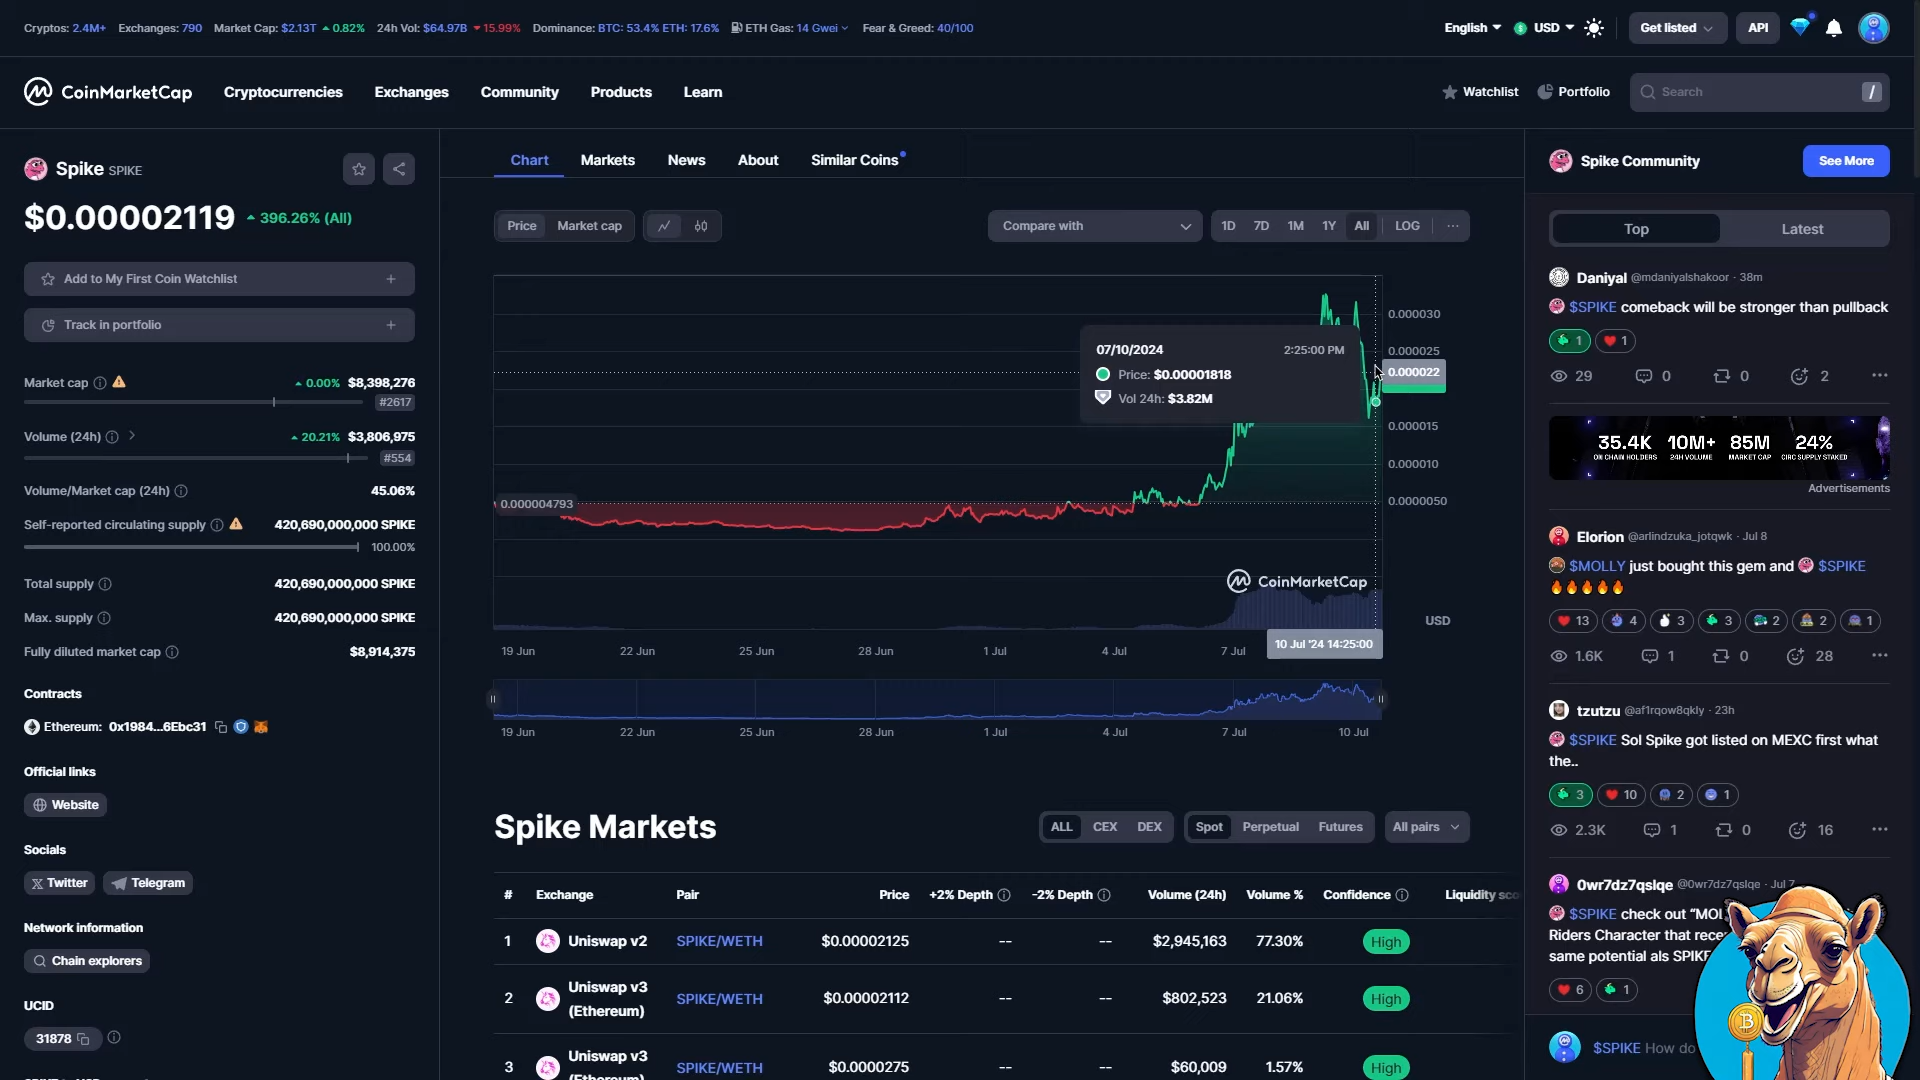 Cryptos: 2.4M+ Exchanges: 790 Market Cap: $2.13T 0.82% 24h Vol: $64.97B 15.99% Dominance: BTC: 53.4% ETH: 17.6% ETH Gas: 14 Gwei Fear & Greed: 40/100
English USD Get listed API
CoinMarketCap Cryptocurrencies Exchanges Community Products Learn
Watchlist Portfolio Search /
Spike SPIKE
$0.00002119 396.26% (All)
Add to My First Coin Watchlist +
Track in portfolio +
Market cap 0.00% $8,398,276
#2617
Volume (24h) 20.21% $3,806,975
#554
Volume/Market cap (24h) 45.06%
Self-reported circulating supply 420,690,000,000 SPIKE
100.00%
Total supply 420,690,000,000 SPIKE
Max. supply 420,690,000,000 SPIKE
Fully diluted market cap $8,914,375
Contracts
Ethereum: 0x1984...6Ebc31
Official links
Website
Socials
Twitter Telegram
Network information
Chain explorers
UCID
31878
Chart Markets News About Similar Coins
Price Market cap Compare with 1D 7D 1M 1Y All LOG ...
0.000030
07/10/2024 2:25:00 PM
0.000025
Price: $0.00001818
0.000022
Vol 24h: $3.82M
0.000015
0.000010
0.000004793
0.0000050
CoinMarketCap
USD
10 Jul '24 14:25:00
19 Jun 22 Jun 25 Jun 28 Jun 1 Jul 4 Jul 7 Jul
19 Jun 22 Jun 25 Jun 28 Jun 1 Jul 4 Jul 7 Jul 10 Jul
Spike Markets ALL CEX DEX Spot Perpetual Futures All pairs
# Exchange Pair Price +2% Depth -2% Depth Volume (24h) Volume % Confidence Liquidity sco
1 Uniswap v2 SPIKE/WETH $0.00002125 -- -- $2,945,163 77.30% High
2 Uniswap v3 (Ethereum) SPIKE/WETH $0.00002112 -- -- $802,523 21.06% High
3 Uniswap v3 (Ethereum) SPIKE/WETH $0.0000275 -- -- $60,009 1.57% High
Spike Community See More
Top Latest
Daniyal @mdaniyalshakoor · 38m
$SPIKE comeback will be stronger than pullback
1 1
29 0 0 2
35.4K 10M+ 85M 24%
ON CHAIN HOLDERS 24H VOLUME MARKET CAP CIRC SUPPLY STAKED
Advertisements
Elorion @arlindzuka_jotqwk · Jul 8
$MOLLY just bought this gem and $SPIKE
13 4 3 3 2 2 1
1.6K 1 0 28
tzutzu @af1rqow8qkly · 23h
$SPIKE Sol Spike got listed on MEXC first what
the..
3 10 2 1
2.3K 1 0 16
0wr7dz7qslqe @0wr7dz7qslqe · Jul 7
$SPIKE check out "MOL
Riders Character that rece
same potential als SPIKE
6 1
$SPIKE How do